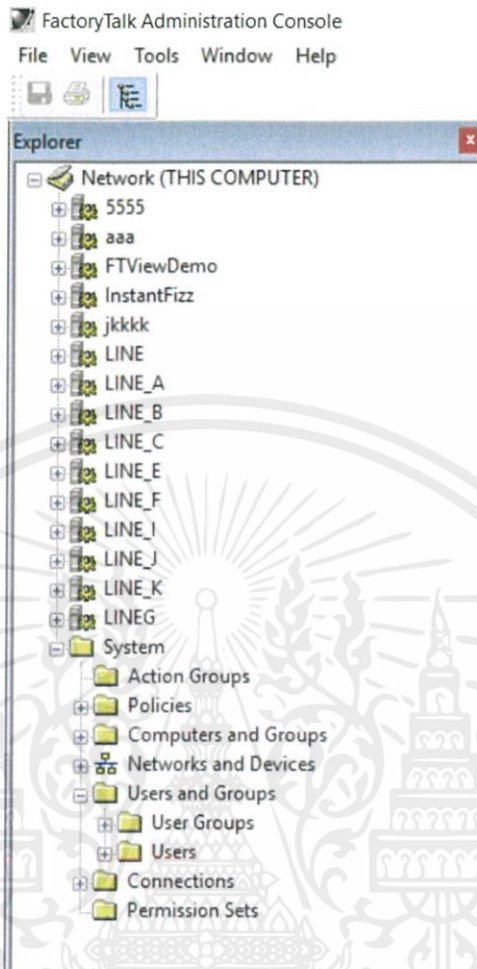 FactoryTalk Administration Console
File View Tools Window Help
Explorer
Network (THIS COMPUTER)
5555
aaa
FTViewDemo
InstantFizz
jkkkk
LINE
LINE_A
LINE_B
LINE_C
LINE_E
LINE_F
LINE_I
LINE_J
LINE_K
LINEG
System
Action Groups
Policies
Computers and Groups
Networks and Devices
Users and Groups
User Groups
Users
Connections
Permission Sets